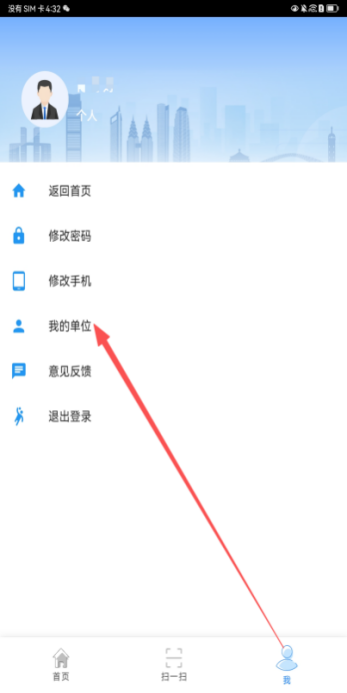 没有 SIM 卡 4:32
个人
返回首页
修改密码
修改手机
我的单位
意见反馈
退出登录
首页
扫一扫
我